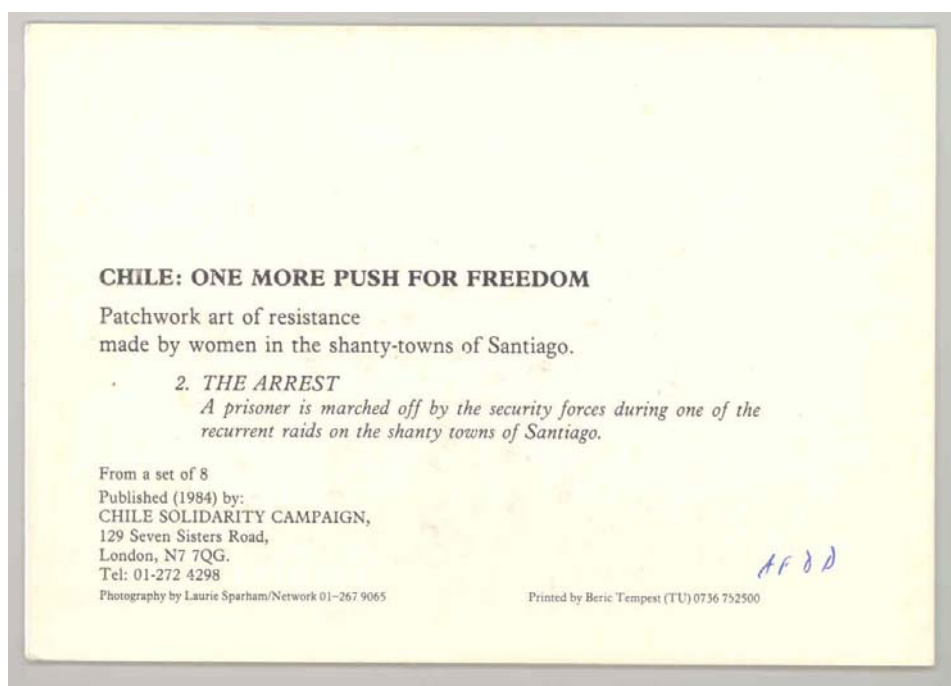 CHILE: ONE MORE PUSH FOR FREEDOM
Patchwork art of resistance
made by women in the shanty-towns of Santiago.
2. THE ARREST
A prisoner is marched off by the security forces during one of the
recurrent raids on the shanty towns of Santiago.
From a set of 8
Published (1984) by:
CHILE SOLIDARITY CAMPAIGN,
129 Seven Sisters Road,
London, N7 7QG.
Tel: 01-272 4298
Photography by Laurie Sparham/Network 01-267 9065
Printed by Beric Tempest (TU) 0736 752500